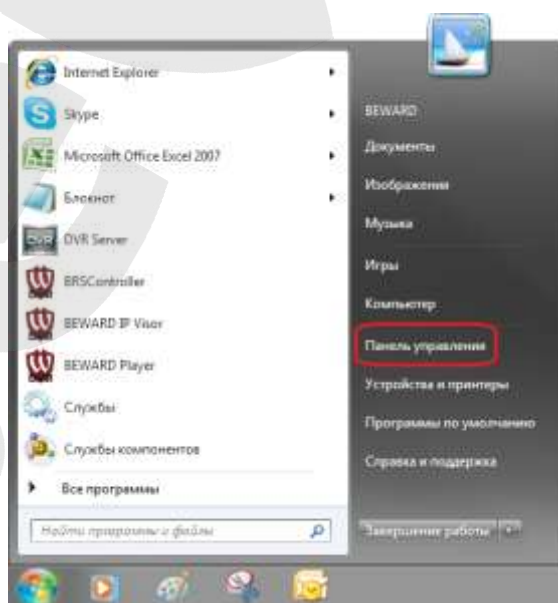 Internet Explorer
Skype
Microsoft Office Excel 2007
Блокнот
DVR Server
BRSController
BEWARD IP Visor
BEWARD Player
Службы
Службы компонентов
Все программы
Найти программы и файлы
BEWARD
Документы
Изображения
Музыка
Игры
Компьютер
Панель управления
Устройства и принтеры
Программы по умолчанию
Справка и поддержка
Завершение работы